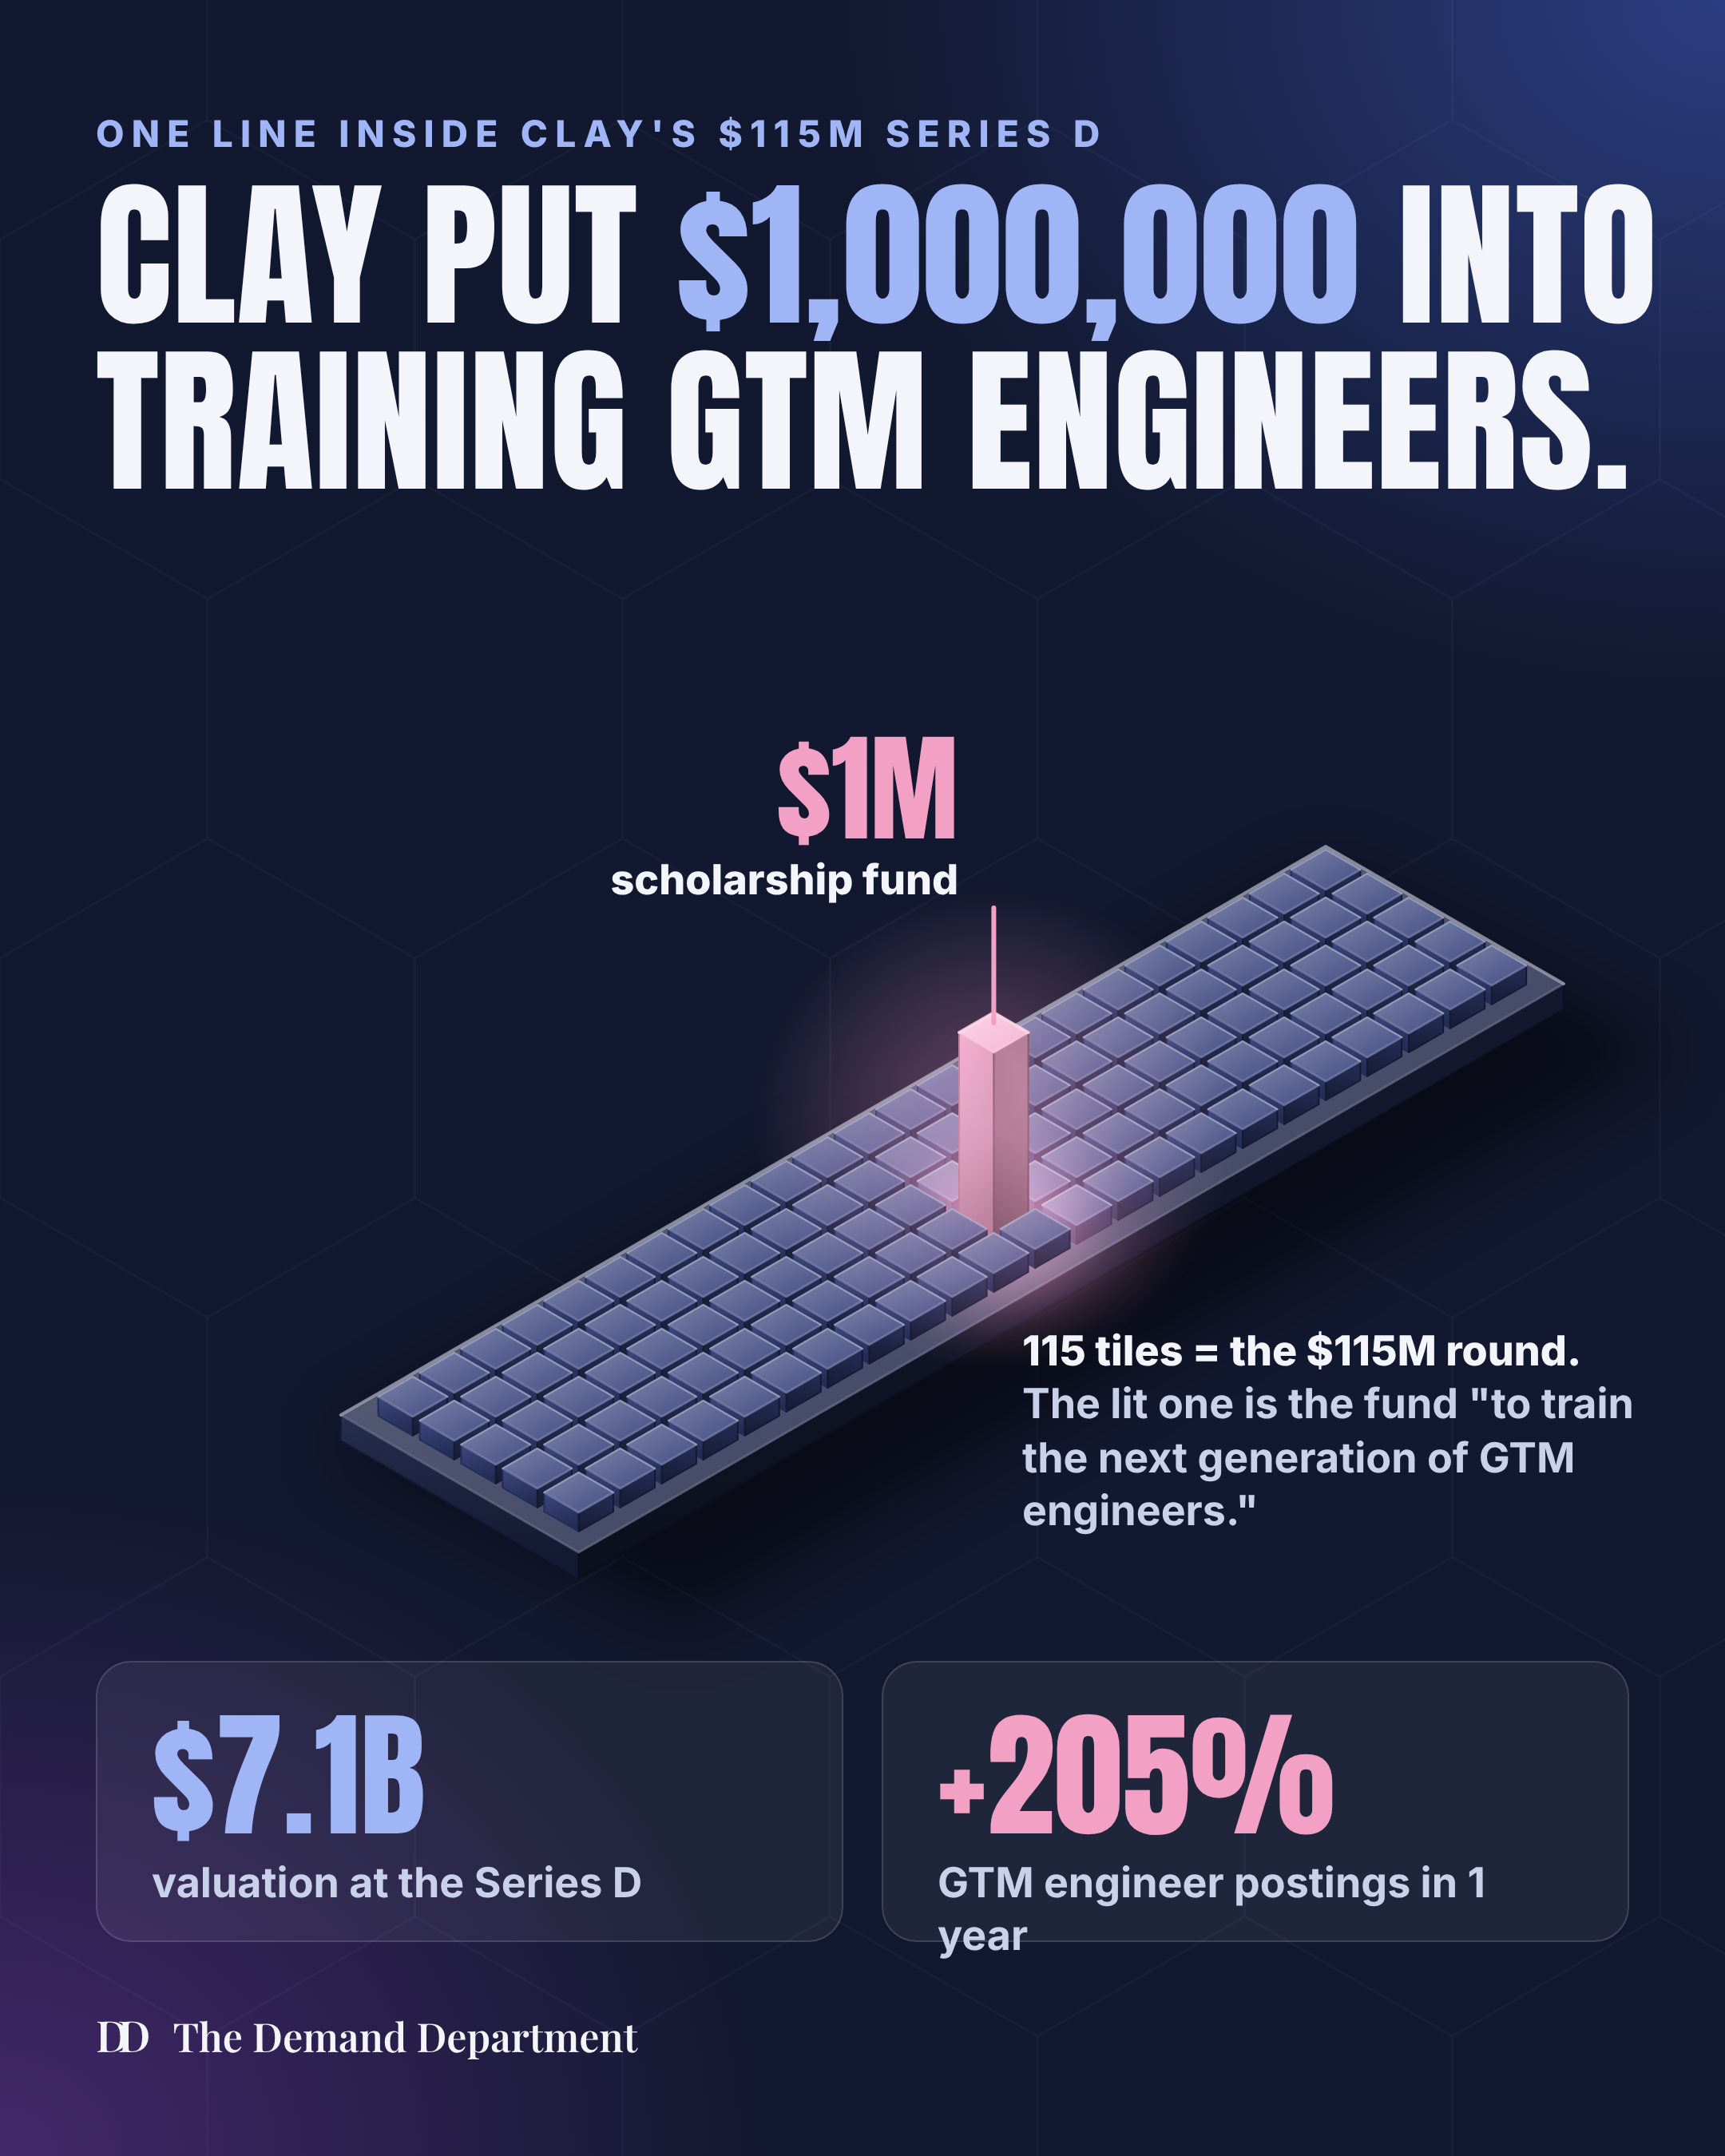 ONE LINE INSIDE CLAY'S $115M SERIES D
CLAY PUT $1,000,000 INTO
TRAINING GTM ENGINEERS.
$1M
scholarship fund
115 tiles = the $115M round.
The lit one is the fund "to train
the next generation of GTM
engineers."
$7.1B
valuation at the Series D
+205%
GTM engineer postings in 1
year
DD The Demand Department